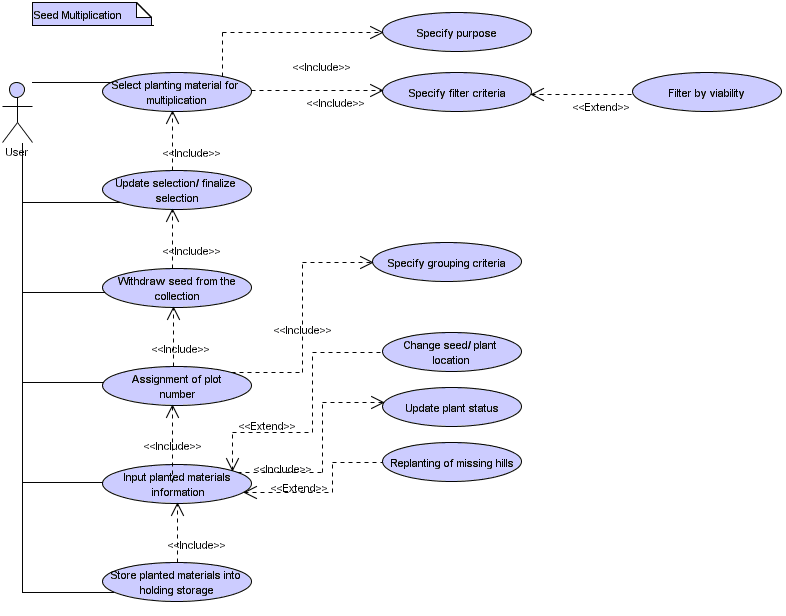 Seed Multiplication
Specify purpose
<<Include>>
Select planting material for
multiplication
<<Include>>
Specify filter criteria
<<Extend>>
Filter by viability
User
<<Include>>
Update selection/ finalize
selection
<<Include>>
Specify grouping criteria
Withdraw seed from the
collection
<<Include>>
<<Include>>
Change seed/ plant
location
Assignment of plot
number
Update plant status
<<Extend>>
<<Include>>
Replanting of missing hills
<<Include>>
Input planted materials
information
<<Extend>>
<<Include>>
Store planted materials into
holding storage